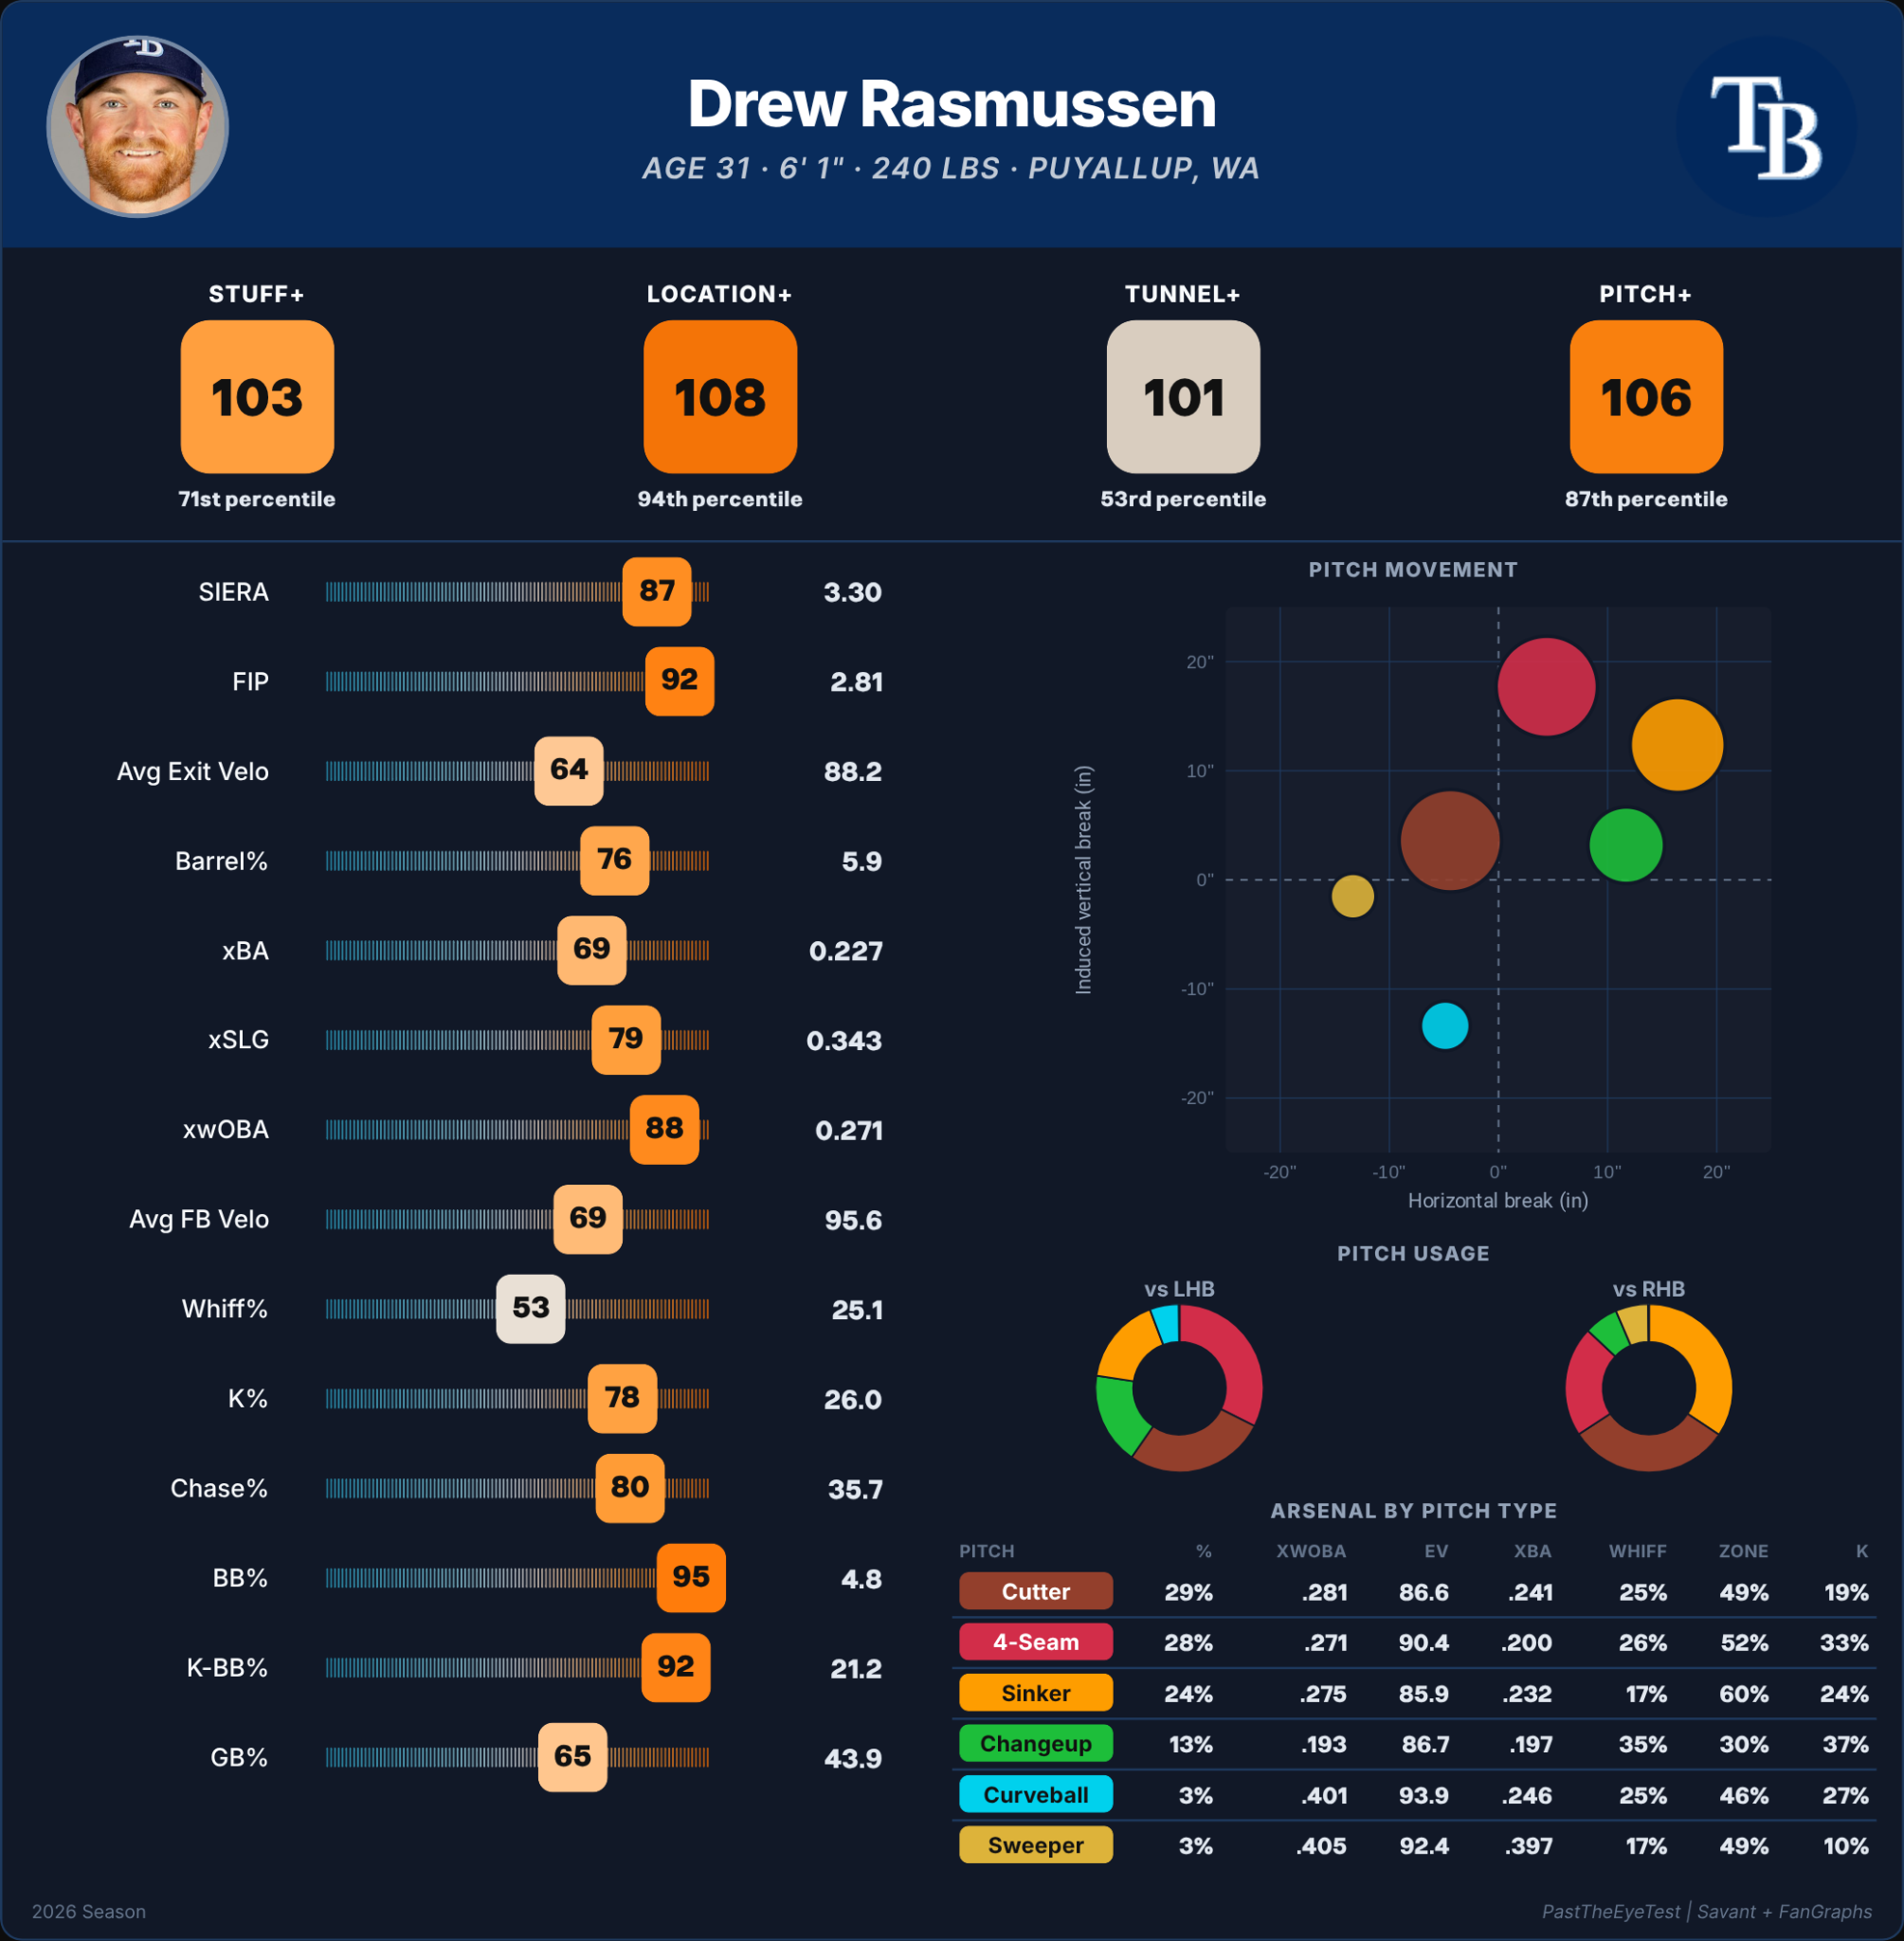 TB
Drew Rasmussen
TB
AGE 31 · 6' 1" · 240 LBS · PUYALLUP, WA
STUFF+ LOCATION+ TUNNEL+ PITCH+
103 108 101 106
71st percentile 94th percentile 53rd percentile 87th percentile
SIERA 87 3.30
FIP 92 2.81
Avg Exit Velo 64 88.2
Barrel% 76 5.9
xBA 69 0.227
xSLG 79 0.343
xwOBA 88 0.271
Avg FB Velo 69 95.6
Whiff% 53 25.1
K% 78 26.0
Chase% 80 35.7
BB% 95 4.8
K-BB% 92 21.2
GB% 65 43.9
PITCH MOVEMENT
Induced vertical break (in)
20"
10"
0"
-10"
-20"
-20" -10" 0" 10" 20"
Horizontal break (in)
PITCH USAGE
vs LHB vs RHB
ARSENAL BY PITCH TYPE
PITCH % XWOBA EV XBA WHIFF ZONE K
Cutter 29% .281 86.6 .241 25% 49% 19%
4-Seam 28% .271 90.4 .200 26% 52% 33%
Sinker 24% .275 85.9 .232 17% 60% 24%
Changeup 13% .193 86.7 .197 35% 30% 37%
Curveball 3% .401 93.9 .246 25% 46% 27%
Sweeper 3% .405 92.4 .397 17% 49% 10%
2026 Season
PastTheEyeTest | Savant + FanGraphs